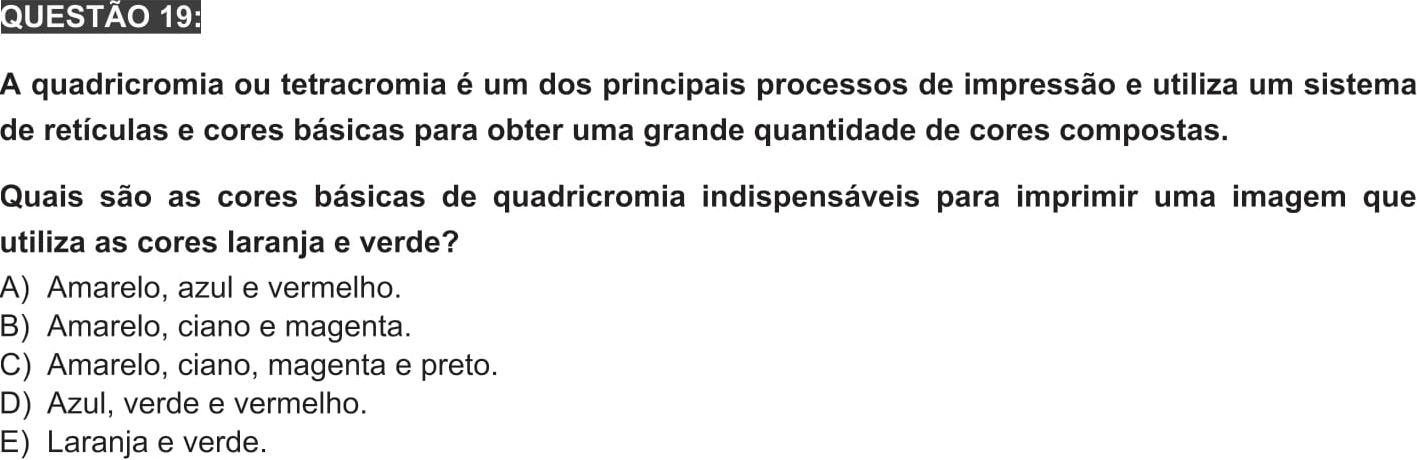 QUESTÃO 19:
A quadricromia ou tetracromia é um dos principais processos de impressão e utiliza um sistema
de retículas e cores básicas para obter uma grande quantidade de cores compostas.
Quais são as cores básicas de quadricromia indispensáveis para imprimir uma imagem que
utiliza as cores laranja e verde?
A) Amarelo, azul e vermelho.
B) Amarelo, ciano e magenta.
C) Amarelo, ciano, magenta e preto.
D) Azul, verde e vermelho.
E) Laranja e verde.